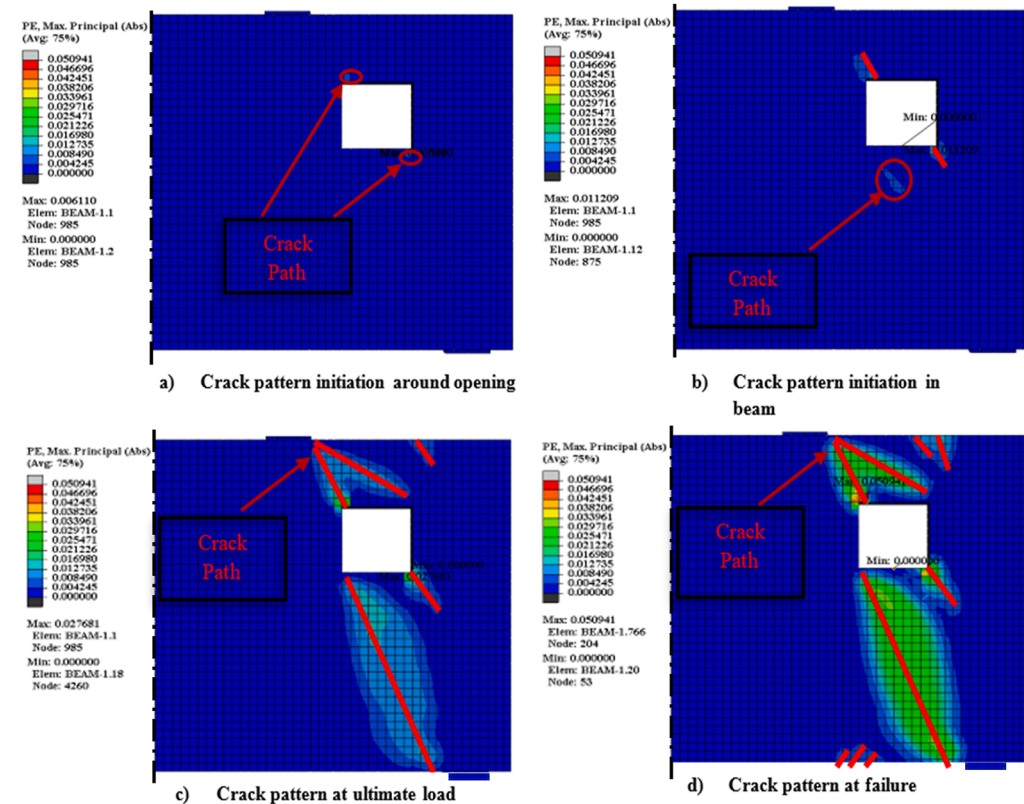 PE, Max. Principal (Abs)
(Avg: 75%)
0.050941
0.046696
0.042451
0.038206
0.033961
0.029716
0.025471
0.021226
0.016980
0.012735
0.008490
0.004245
0.000000
Max: 0.006110
Elem: BEAM-1.1
Node: 985
Min: 0.000000
Elem: BEAM-1.2
Node: 985
Crack
Path
a) Crack pattern initiation around opening
PE, Max. Principal (Abs)
(Avg: 75%)
0.050941
0.046696
0.042451
0.038206
0.033961
0.029716
0.025471
0.021226
0.016980
0.012735
0.008490
0.004245
0.000000
Max: 0.011209
Elem: BEAM-1.1
Node: 985
Min: 0.000000
Elem: BEAM-1.12
Node: 875
Min: 0.000000
Crack
Path
b) Crack pattern initiation in
beam
PE, Max. Principal (Abs)
(Avg: 75%)
0.050941
0.046696
0.042451
0.038206
0.033961
0.029716
0.025471
0.021226
0.016980
0.012735
0.008490
0.004245
0.000000
Max: 0.027681
Elem: BEAM-1.1
Node: 985
Min: 0.000000
Elem: BEAM-1.18
Node: 4260
Crack
Path
c) Crack pattern at ultimate load
PE, Max. Principal (Abs)
(Avg: 75%)
0.050941
0.046696
0.042451
0.038206
0.033961
0.029716
0.025471
0.021226
0.016980
0.012735
0.008490
0.004245
0.000000
Max: 0.050941
Elem: BEAM-1.766
Node: 204
Min: 0.000000
Elem: BEAM-1.20
Node: 53
Min: 0.000000
Crack
Path
d) Crack pattern at failure